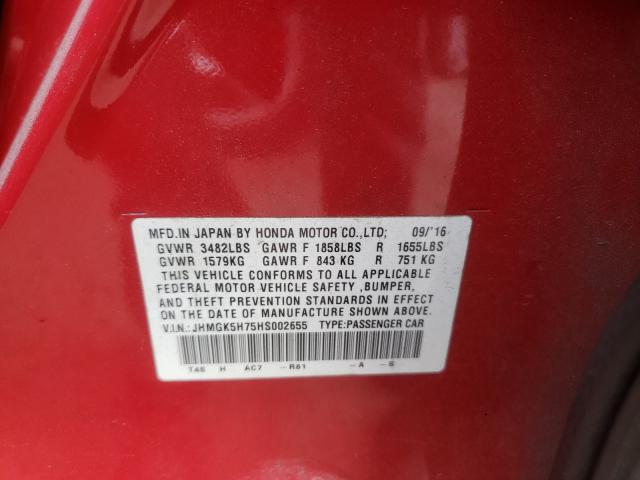 MFD.IN JAPAN BY HONDA MOTOR CO.,LTD; 09/'16
GVWR 3482LBS GAWR F 1858LBS R 1655LBS
GVWR 1579KG GAWR F 843 KG R 751 KG
THIS VEHICLE CONFORMS TO ALL APPLICABLE
FEDERAL MOTOR VEHICLE SAFETY ,BUMPER,
AND THEFT PREVENTION STANDARDS IN EFFECT
ON THE DATE OF MANUFACTURE SHOWN ABOVE.
V.I.N.: JHMGK5H75HS002655 TYPE:PASSENGER CAR
H AC7 -R81 -A